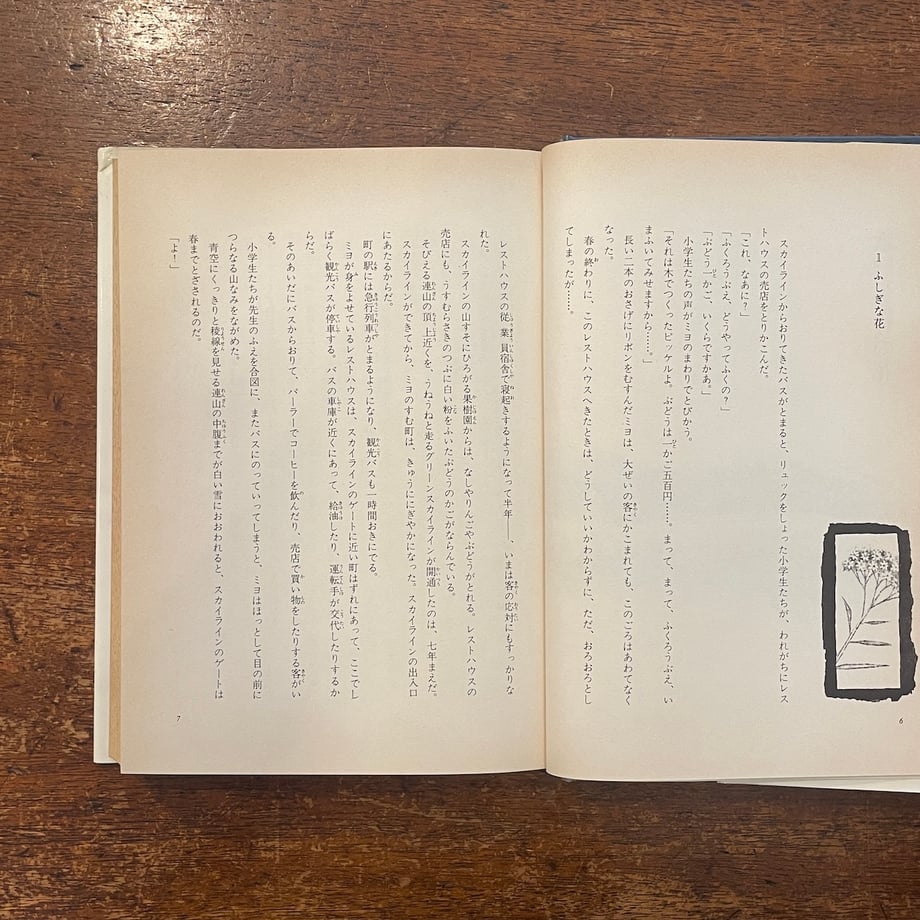 1 ふしぎな花
スカイラインからおりてきたバスがとまると、リュックをしょった小学生たちが、われがちにレス
トハウスの売店をとりかこんだ。
「これ、なあに?」
「ふくろうぶえ、どうやってふくの?」
「ぶどう一かご、いくらですかあ。」
小学生たちの声がミヨのまわりでとびかう。
「それは木でつくったピッケルよ。ぶどうは一かご五百円……。まって、まって、ふくろうぶえ、い
まふいてみせますから……。」
長い二本のおさげにリボンをむすんだミヨは、大ぜいの客にかこまれても、このごろはあわてなく
なった。
春の終わりに、このレストハウスへきたときは、どうしていいかわからずに、ただ、おろおろとし
てしまったが……。
6
レストハウスの従業員宿舎で寝起きするようになって半年――、いまは客の応対にもすっかりな
れた。
スカイラインの山すそにひろがる果樹園からは、なしやりんごやぶどうがとれる。レストハウスの
売店にも、うすむらさきのつぶに白い粉をふいたぶどうのかごがならんでいる。
そびえる連山の頂上近くを、うねうねと走るグリーンスカイラインが開通したのは、七年まえだ。
スカイラインができてから、ミヨのすむ町は、きゅうににぎやかになった。スカイラインの出入口
にあたるからだ。
町の駅には急行列車がとまるようになり、観光バスも一時間おきにでる。
ミヨが身をよせているレストハウスは、スカイラインのゲートに近い町はずれにあって、ここでし
ばらく観光バスが停車する。バスの車庫が近くにあって、給油したり、運転手が交代したりするか
らだ。
そのあいだにバスからおりて、パーラーでコーヒーを飲んだり、売店で買い物をしたりする客がい
る。
小学生たちが先生のふえを合図に、またバスにのっていってしまうと、ミヨはほっとして目の前に
つらなる山なみをながめた。
青空にくっきりと稜線を見せる連山の中腹までが白い雪におおわれると、スカイラインのゲートは
春までとざされるのだ。
「よ!」
7